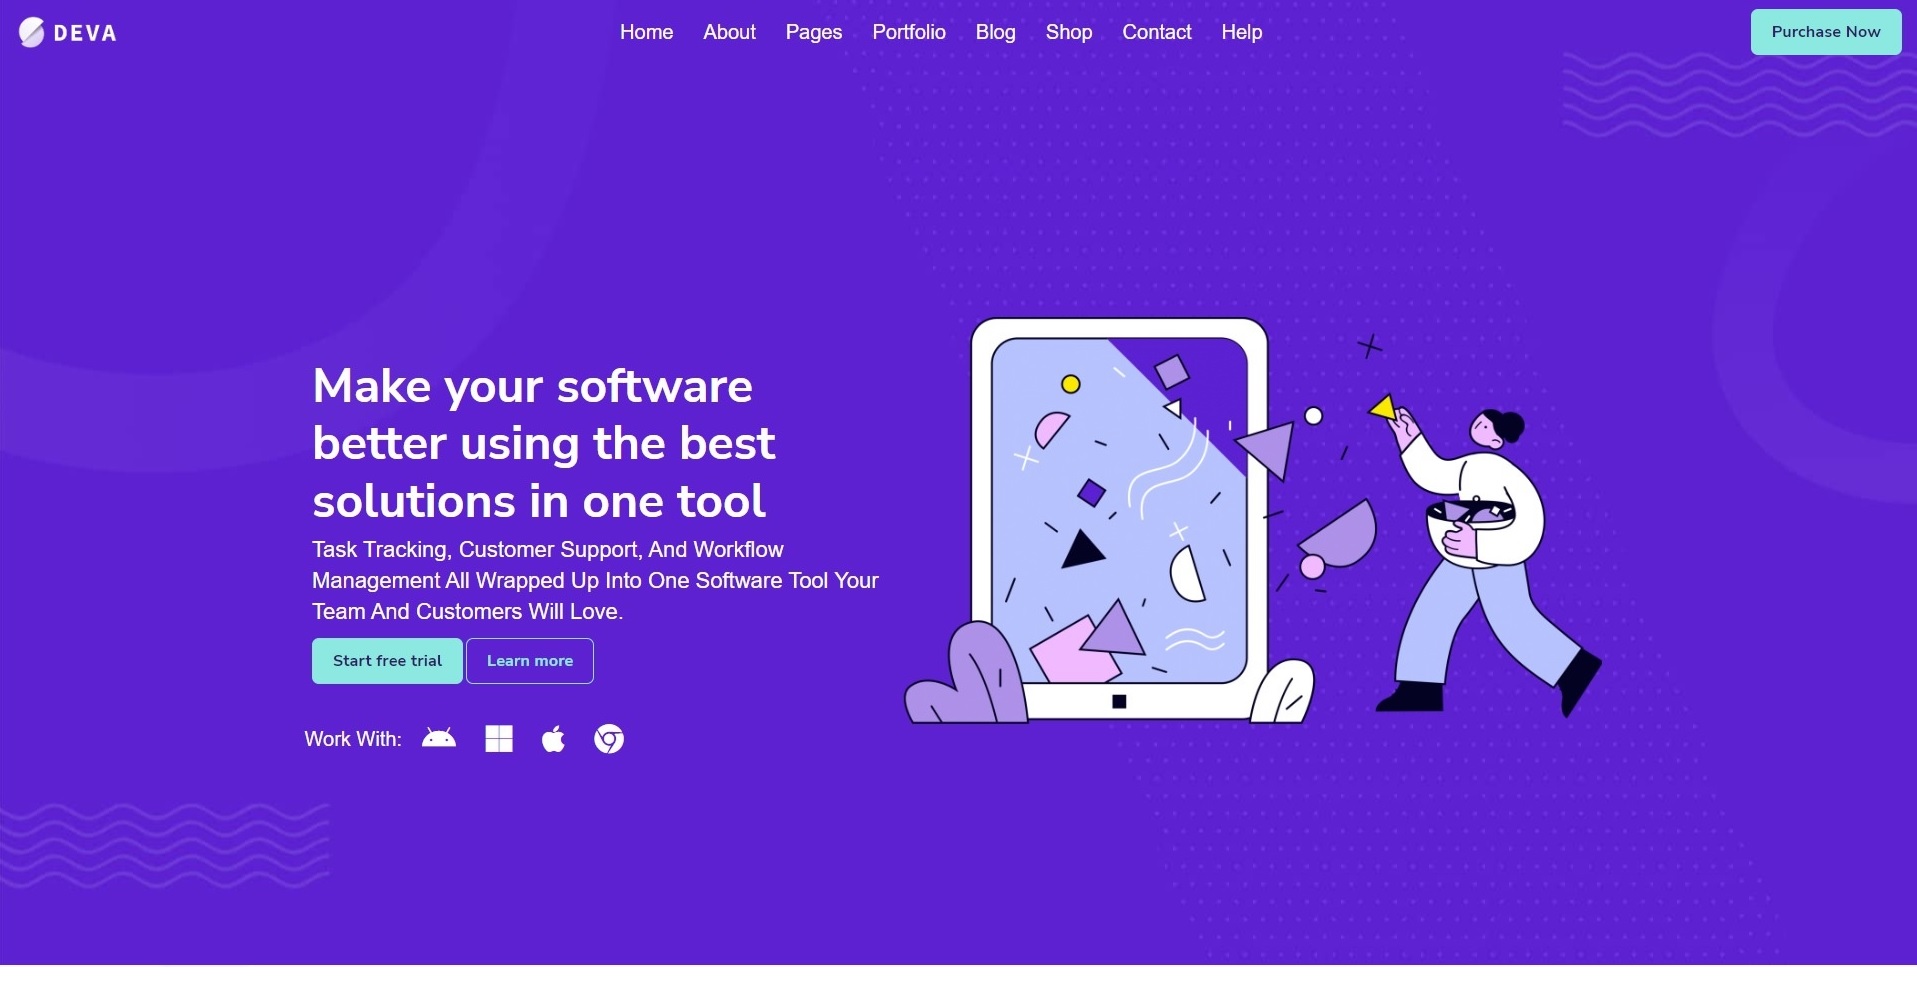 DEVA
Home About Pages Portfolio Blog Shop Contact Help
Purchase Now
Make your software
better using the best
solutions in one tool
Task Tracking, Customer Support, And Workflow
Management All Wrapped Up Into One Software Tool Your
Team And Customers Will Love.
Start free trial Learn more
Work With: